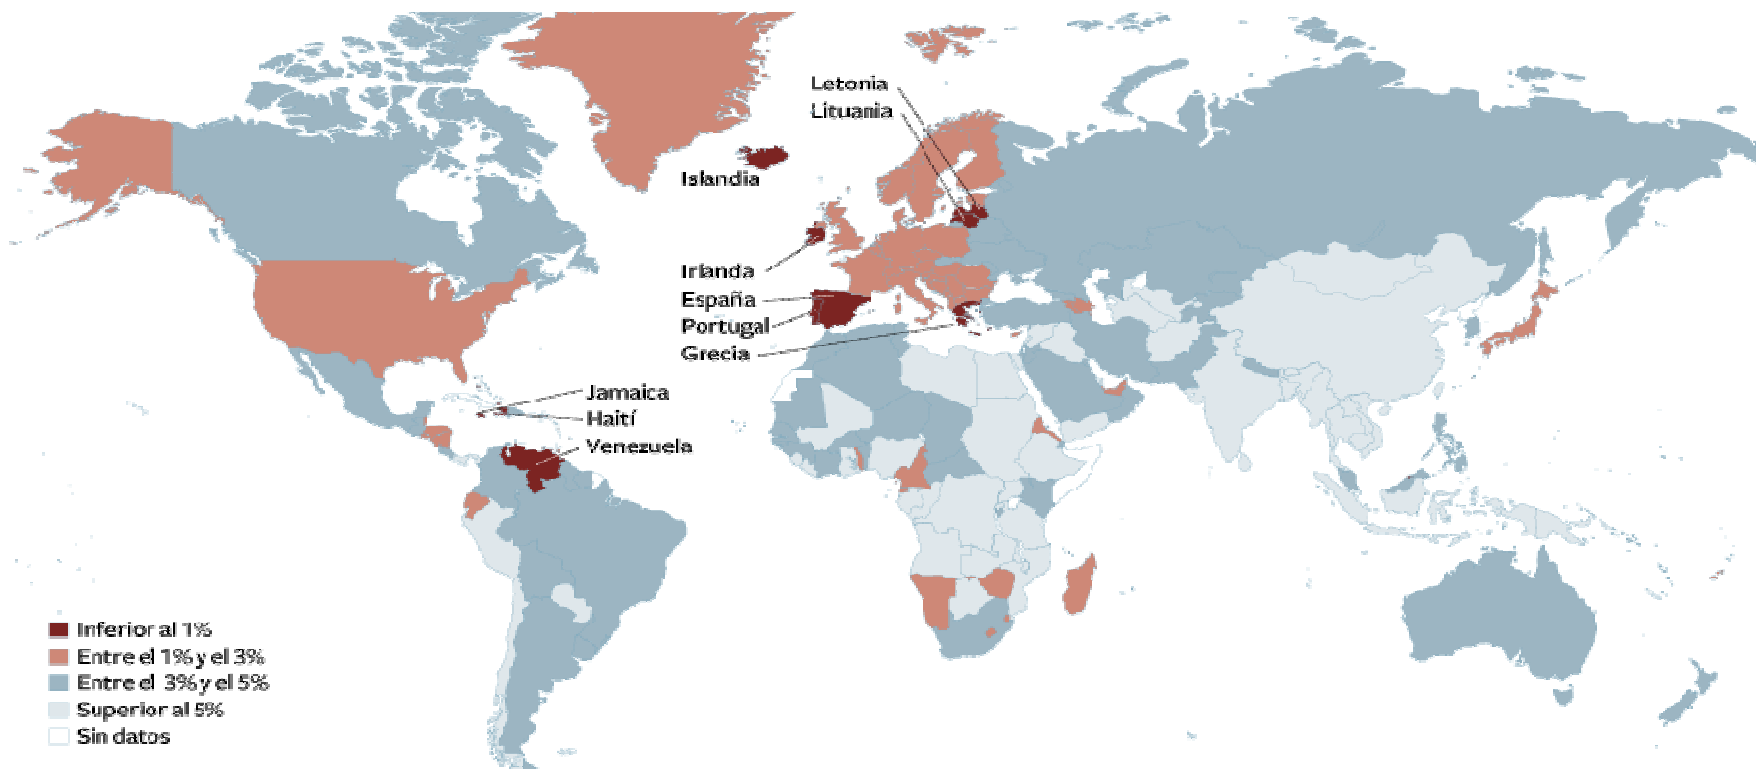 Letonia
Lituania
Islandia
Irlanda
España
Portugal
Grecia
Jamaica
Haití
Venezuela
Inferior al 1%
Entre el 1% y el 3%
Entre el 3% y el 5%
Superior al 5%
Sin datos